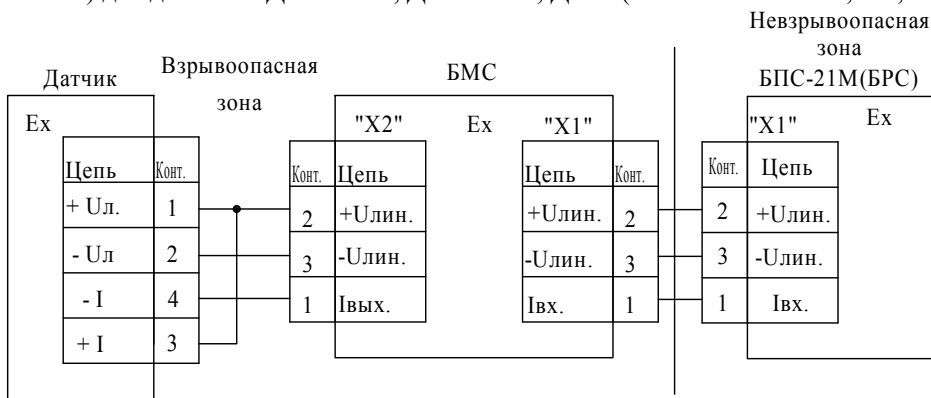 Невзрывоопасная
зона
Взрывоопасная
зона
Датчик
БМС
БПС-21М(БРС)
Ex
"X2"
Ex
"X1"
"X1"
Ex
Цепь Конт.
+ Uл. 1
- Uл 2
- I 4
+ I 3
Конт. Цепь
2 +Uлин.
3 -Uлин.
1 Iвых.
Цепь Конт.
+Uлин. 2
-Uлин. 3
Iвх. 1
Конт. Цепь
2 +Uлин.
3 -Uлин.
1 Iвх.